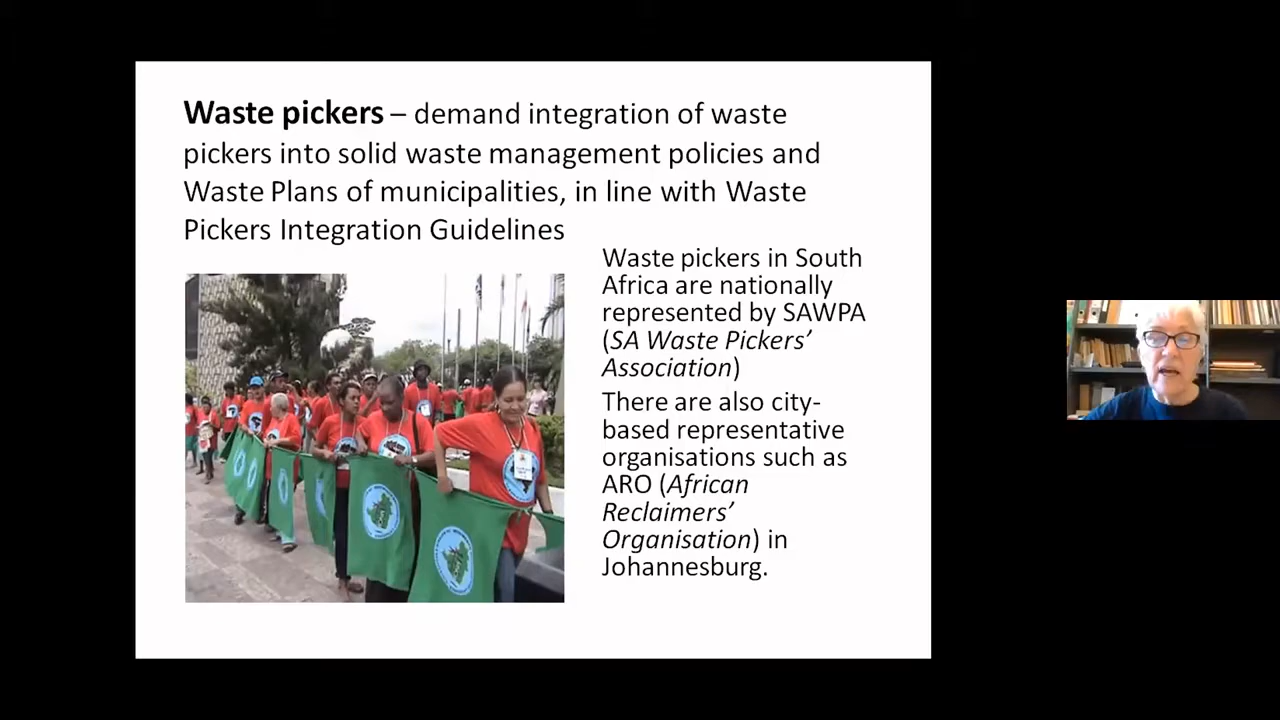 Waste pickers – demand integration of waste
pickers into solid waste management policies and
Waste Plans of municipalities, in line with Waste
Pickers Integration Guidelines
Waste pickers in South
Africa are nationally
represented by SAWPA
(SA Waste Pickers’
Association)
There are also city-
based representative
organisations such as
ARO (African
Reclaimers’
Organisation) in
Johannesburg.